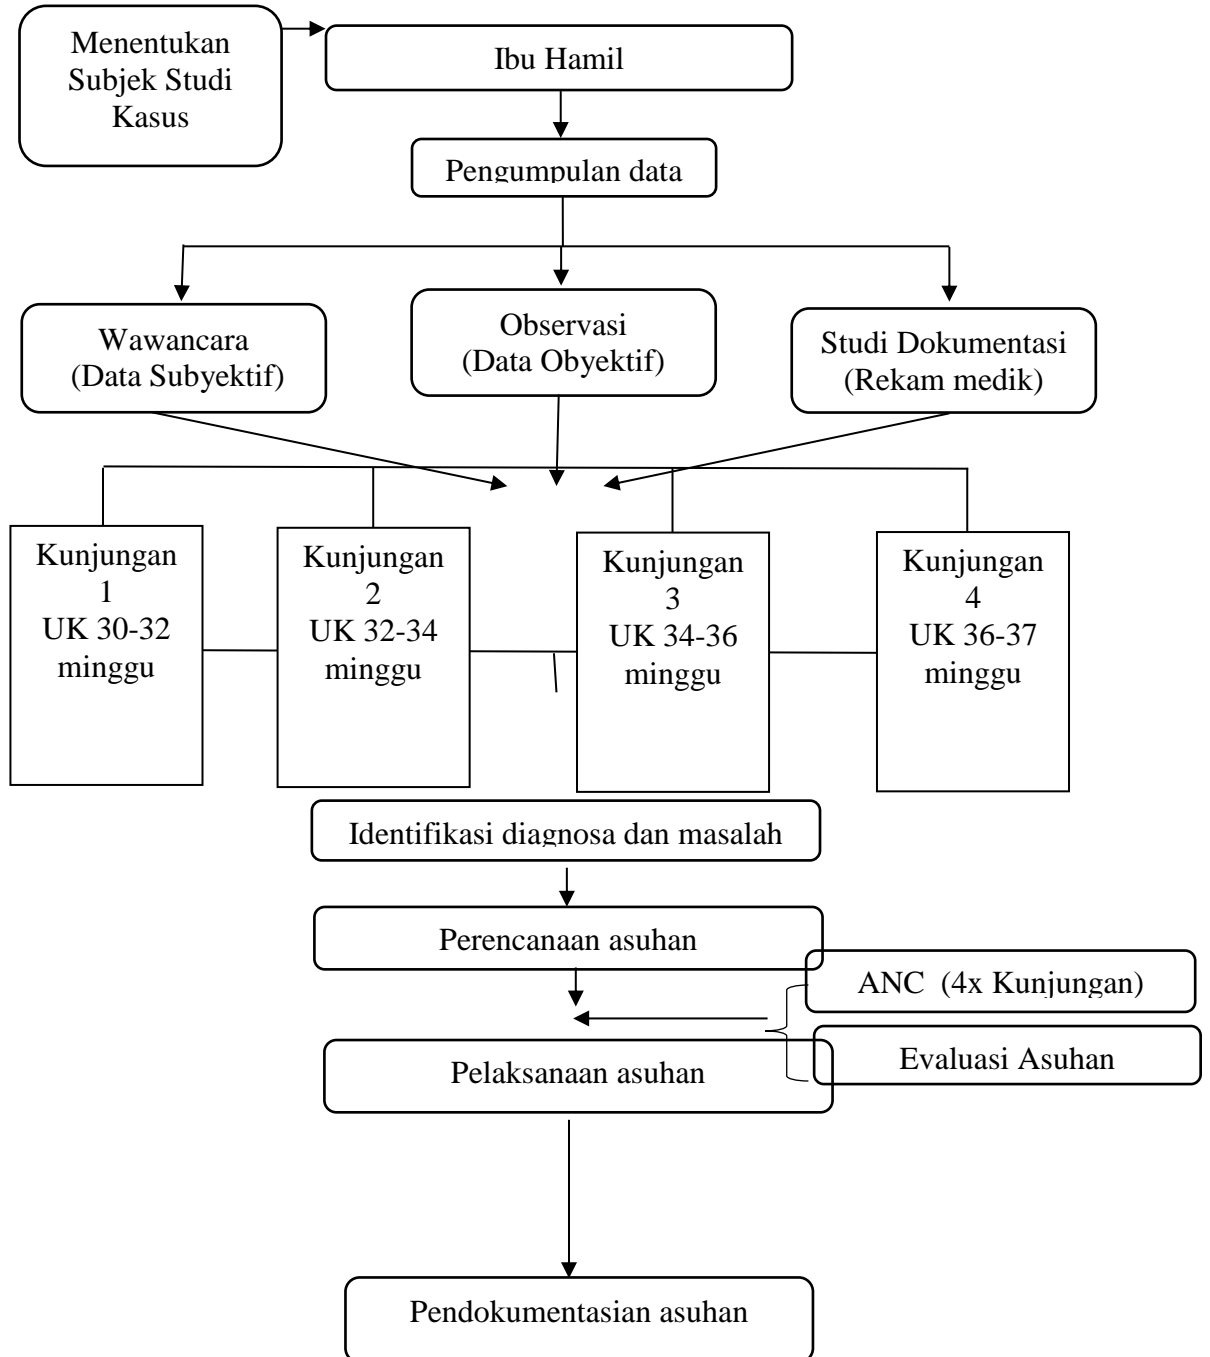 Menentukan
Subjek Studi
Kasus
Ibu Hamil
Pengumpulan data
Wawancara
(Data Subyektif)
Observasi
(Data Obyektif)
Studi Dokumentasi
(Rekam medik)
Kunjungan
1
UK 30-32
minggu
Kunjungan
2
UK 32-34
minggu
Kunjungan
3
UK 34-36
minggu
Kunjungan
4
UK 36-37
minggu
Identifikasi diagnosa dan masalah
Perencanaan asuhan
ANC (4x Kunjungan)
Evaluasi Asuhan
Pelaksanaan asuhan
Pendokumentasian asuhan